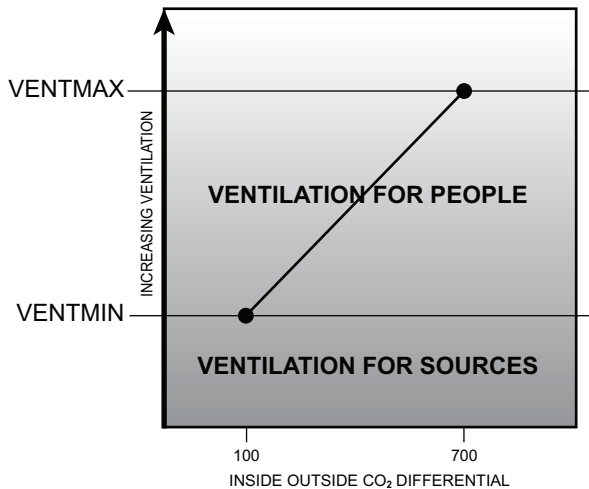 VENTMAX
INCREASING VENTILATION
VENTILATION FOR PEOPLE
VENTMIN
VENTILATION FOR SOURCES
100
700
INSIDE OUTSIDE CO₂ DIFFERENTIAL